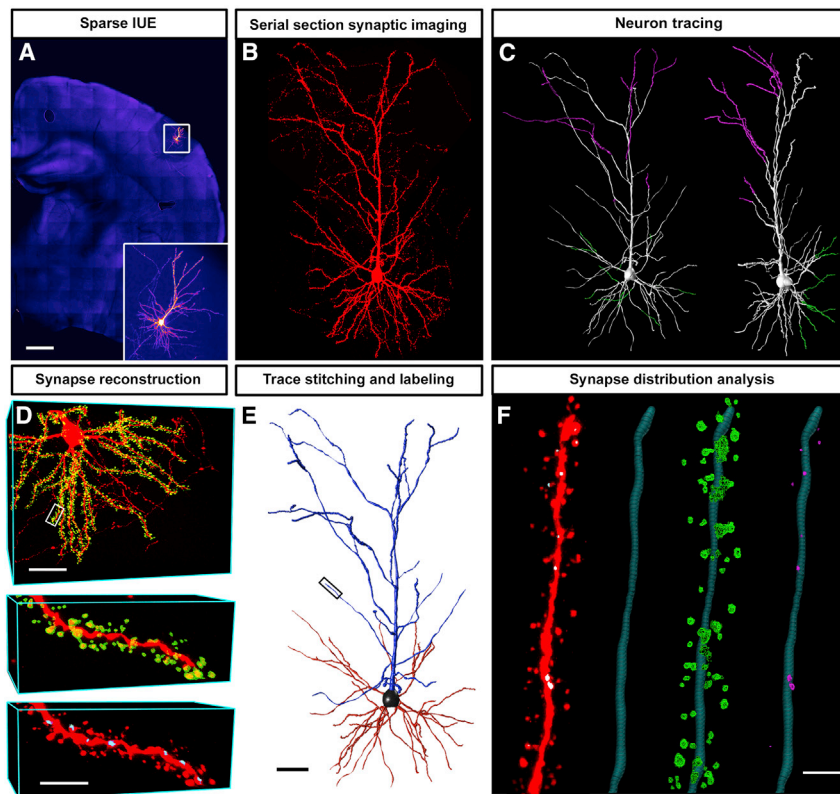 Sparse IUE
Serial section synaptic imaging
Neuron tracing
A
B
C
Synapse reconstruction
Trace stitching and labeling
Synapse distribution analysis
D
E
F